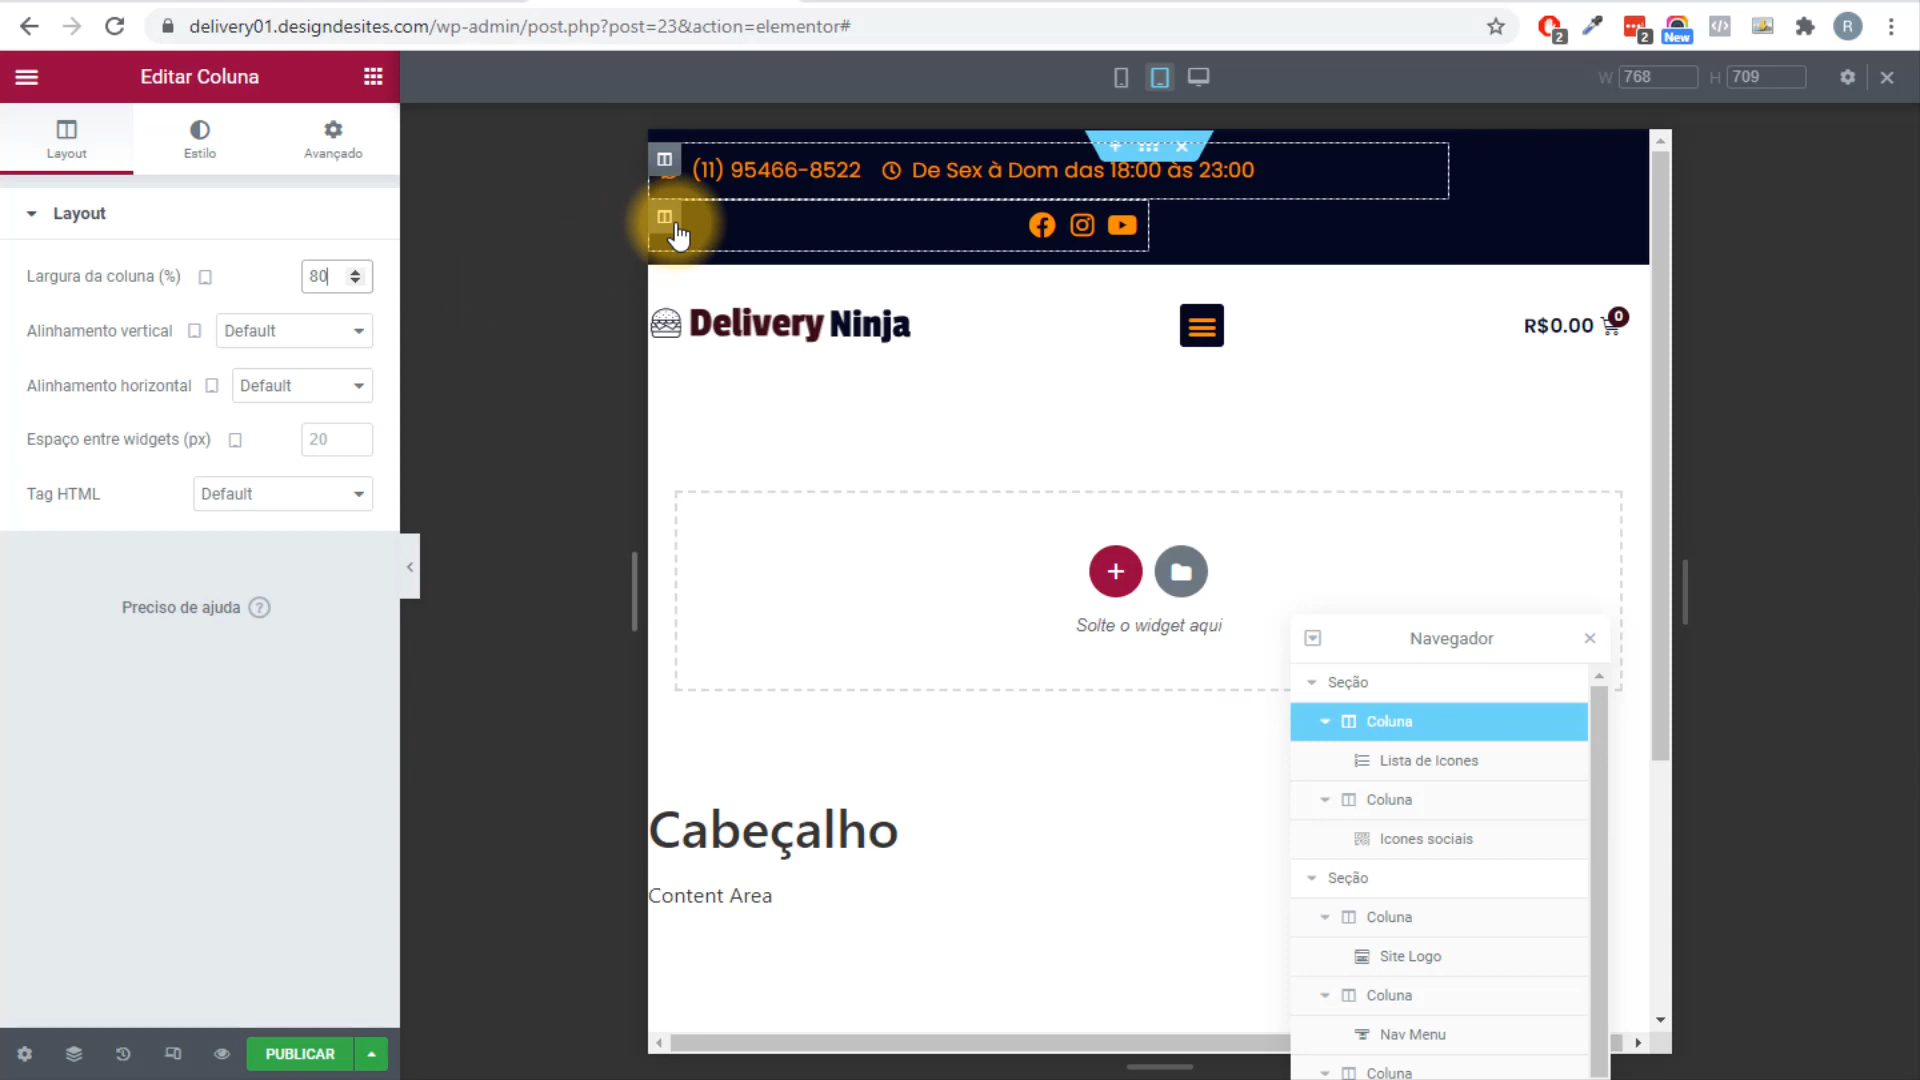 delivery01.designdesites.com/wp-admin/post.php?post=23&action=elementor#
2
2
New
R
Editar Coluna
W 768
H 709
Layout
Estilo
Avançado
(11) 95466-8522
De Sex à Dom das 18:00 às 23:00
Layout
Largura da coluna (%)
80
Delivery Ninja
R$0.00
0
Alinhamento vertical
Default
Alinhamento horizontal
Default
Espaço entre widgets (px)
20
Tag HTML
Default
Preciso de ajuda ?
Solte o widget aqui
Navegador
Seção
Coluna
Lista de Icones
Coluna
Icones sociais
Seção
Coluna
Site Logo
Coluna
Nav Menu
Coluna
Cabeçalho
Content Area
PUBLICAR